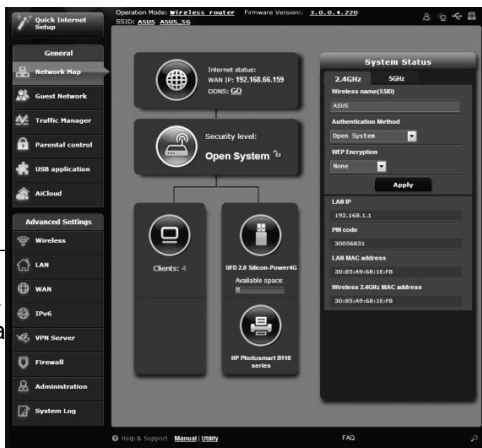 Quick Internet
Setup
Operation Mode: Wireless router Firmware Version: 3.0.0.4.220
SSID: ASUS ASUS_5G
General
Network Map
Guest Network
Traffic Manager
Parental control
USB application
AiCloud
Advanced Settings
Wireless
LAN
WAN
IPv6
VPN Server
Firewall
Administration
System Log
Internet status:
WAN IP: 192.168.66.159
DDNS: GO
Security level:
Open System
Clients: 4
UFD 2.0 Silicon-Power4G
Available space:
HP Photosmart B110
series
System Status
2.4GHz 5GHz
Wireless name(SSID)
ASUS
Authentication Method
Open System
WEP Encryption
None
Apply
LAN IP
192.168.1.1
PIN code
30056831
LAN MAC address
30:85:A9:68:1E:F8
Wireless 2.4GHz MAC address
30:85:A9:68:1E:F8
Help & Support Manual | Utility FAQ
a